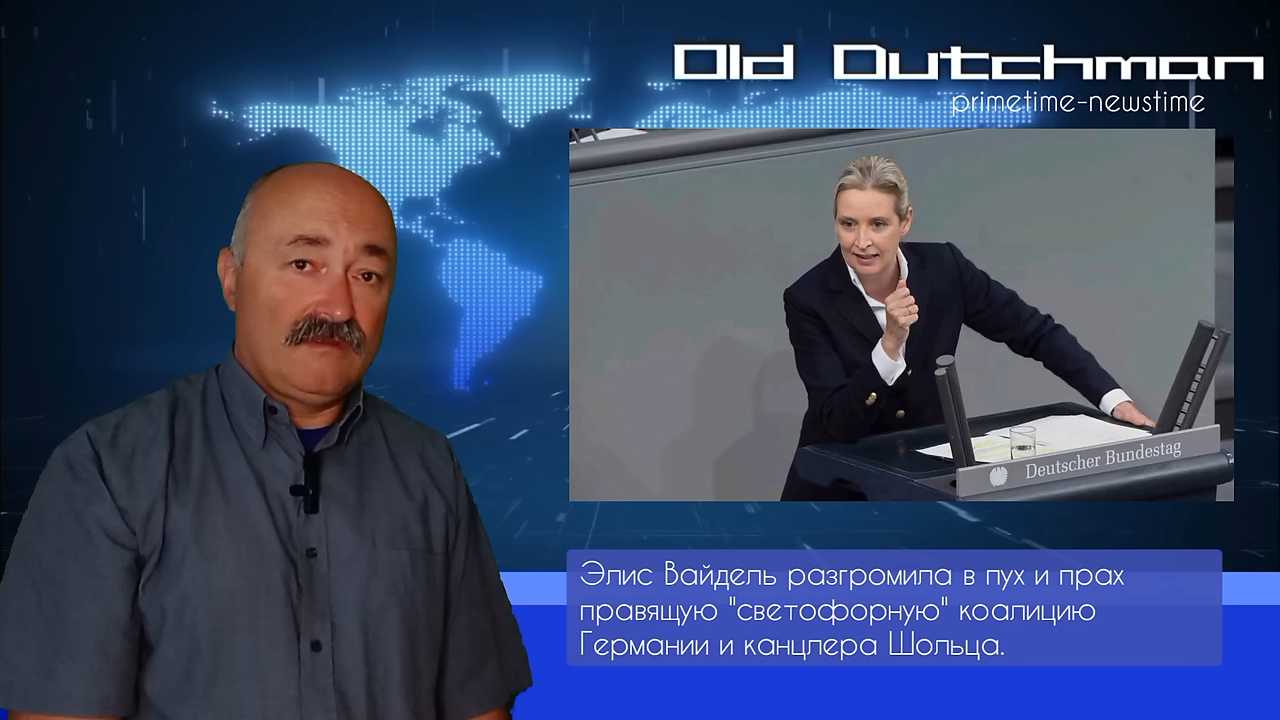 Old Dutchman
primetime-newstime
Deutscher Bundestag
Элис Вайдель разгромила в пух и прах
правящую "светофорную" коалицию
Германии и канцлера Шольца.